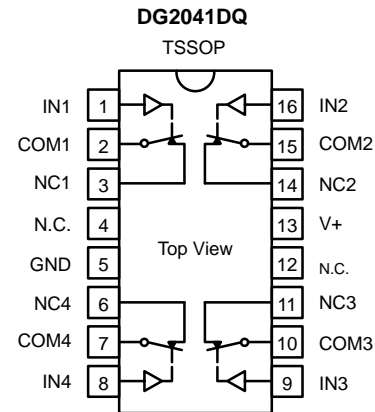 DG2041DQ
TSSOP
IN1 1 16 IN2
COM1 2 15 COM2
NC1 3 14 NC2
N.C. 4 13 V+
Top View
GND 5 12 N.C.
NC4 6 11 NC3
COM4 7 10 COM3
IN4 8 9 IN3